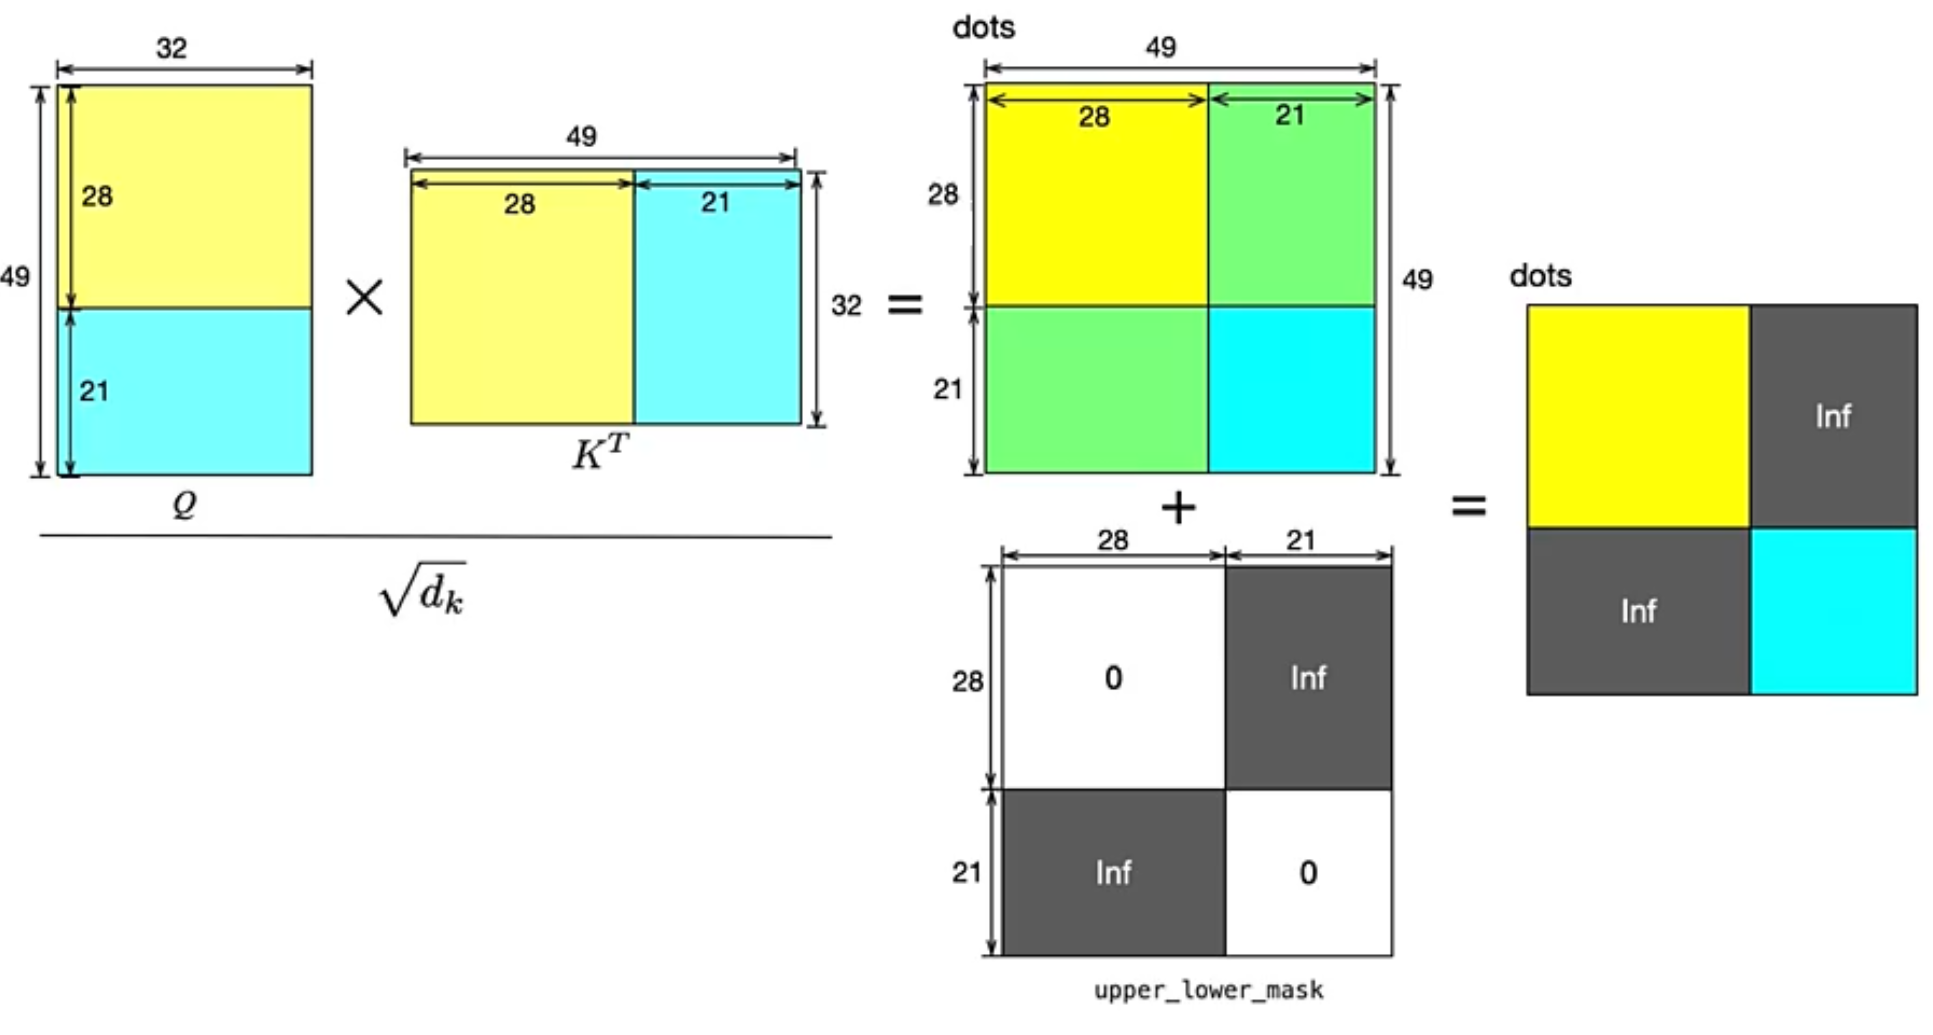 32
49
28
21
Q
×
49
28
21
32
K^T
√d_k
=
dots
49
28
21
28
21
49
+
28
21
28
21
0
Inf
Inf
0
upper_lower_mask
=
dots
Inf
Inf